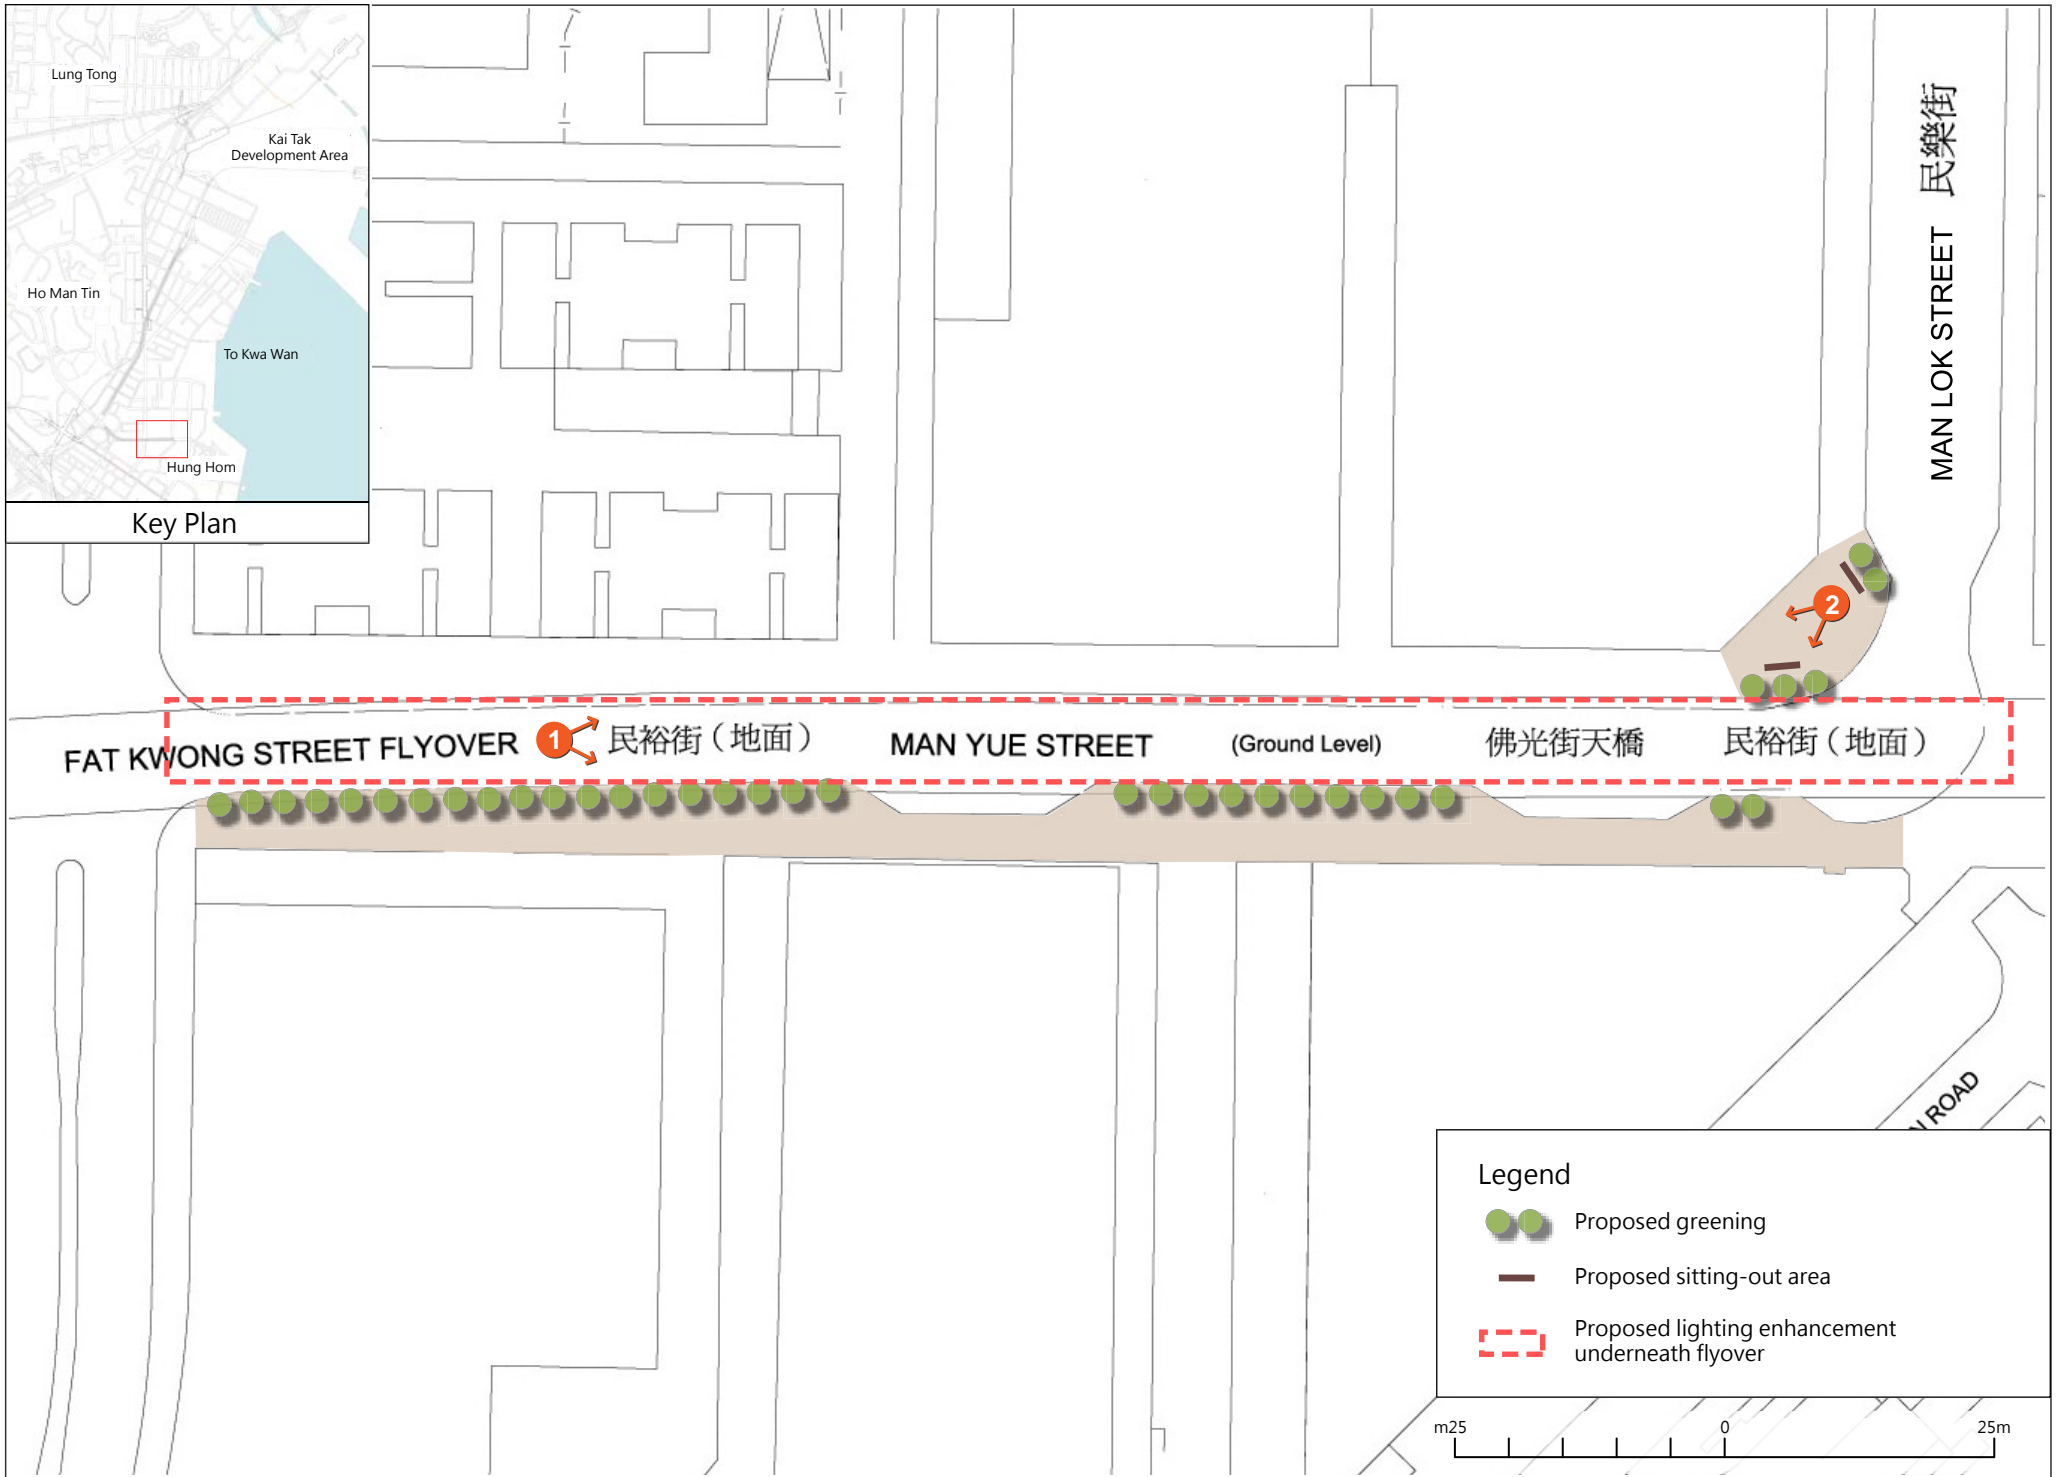 Lung Tong
Kai Tak
Development Area
Ho Man Tin
To Kwa Wan
Hung Hom
Key Plan
MAN LOK STREET 民樂街
2
FAT KWONG STREET FLYOVER
1
民裕街（地面）
MAN YUE STREET
(Ground Level)
佛光街天橋
民裕街（地面）
N ROAD
Legend
Proposed greening
Proposed sitting-out area
Proposed lighting enhancement
underneath flyover
m25 0 25m